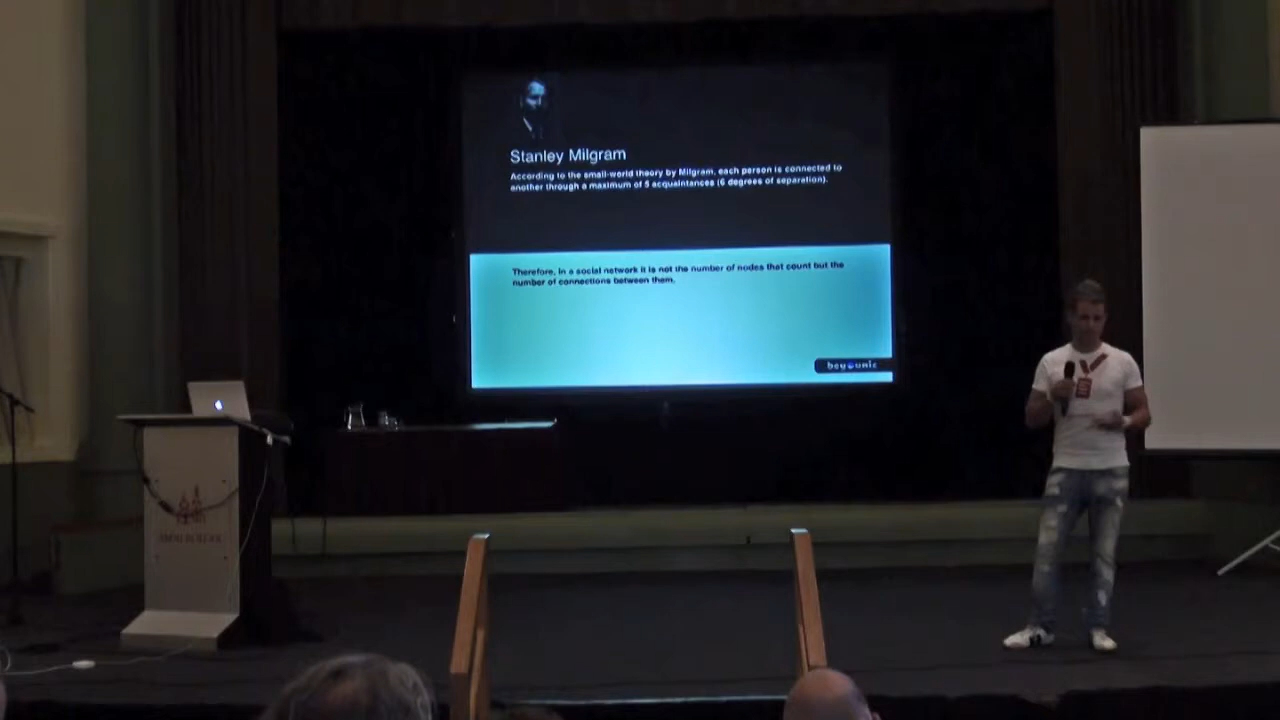 Stanley Milgram
According to the small-world theory by Milgram, each person is connected to
another through a maximum of 5 acquaintances (6 degrees of separation).
Therefore, in a social network it is not the number of nodes that count but the
number of connections between them.